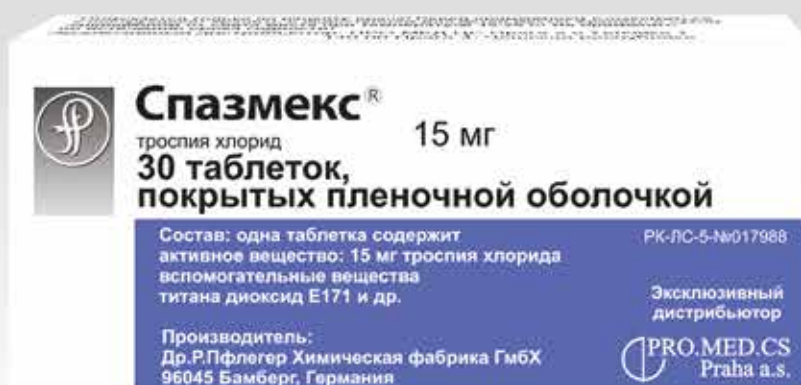 Спазмекс®
троспия хлорид
15 мг
30 таблеток,
покрытых пленочной оболочкой
Состав: одна таблетка содержит
активное вещество: 15 мг троспия хлорида
вспомогательные вещества
титана диоксид Е171 и др.
Производитель:
Др.Р.Пфлегер Химическая фабрика ГмбХ
96045 Бамберг, Германия
РК-ЛС-5-№017988
Эксклюзивный
дистрибьютор
PRO.MED.CS
Praha a.s.